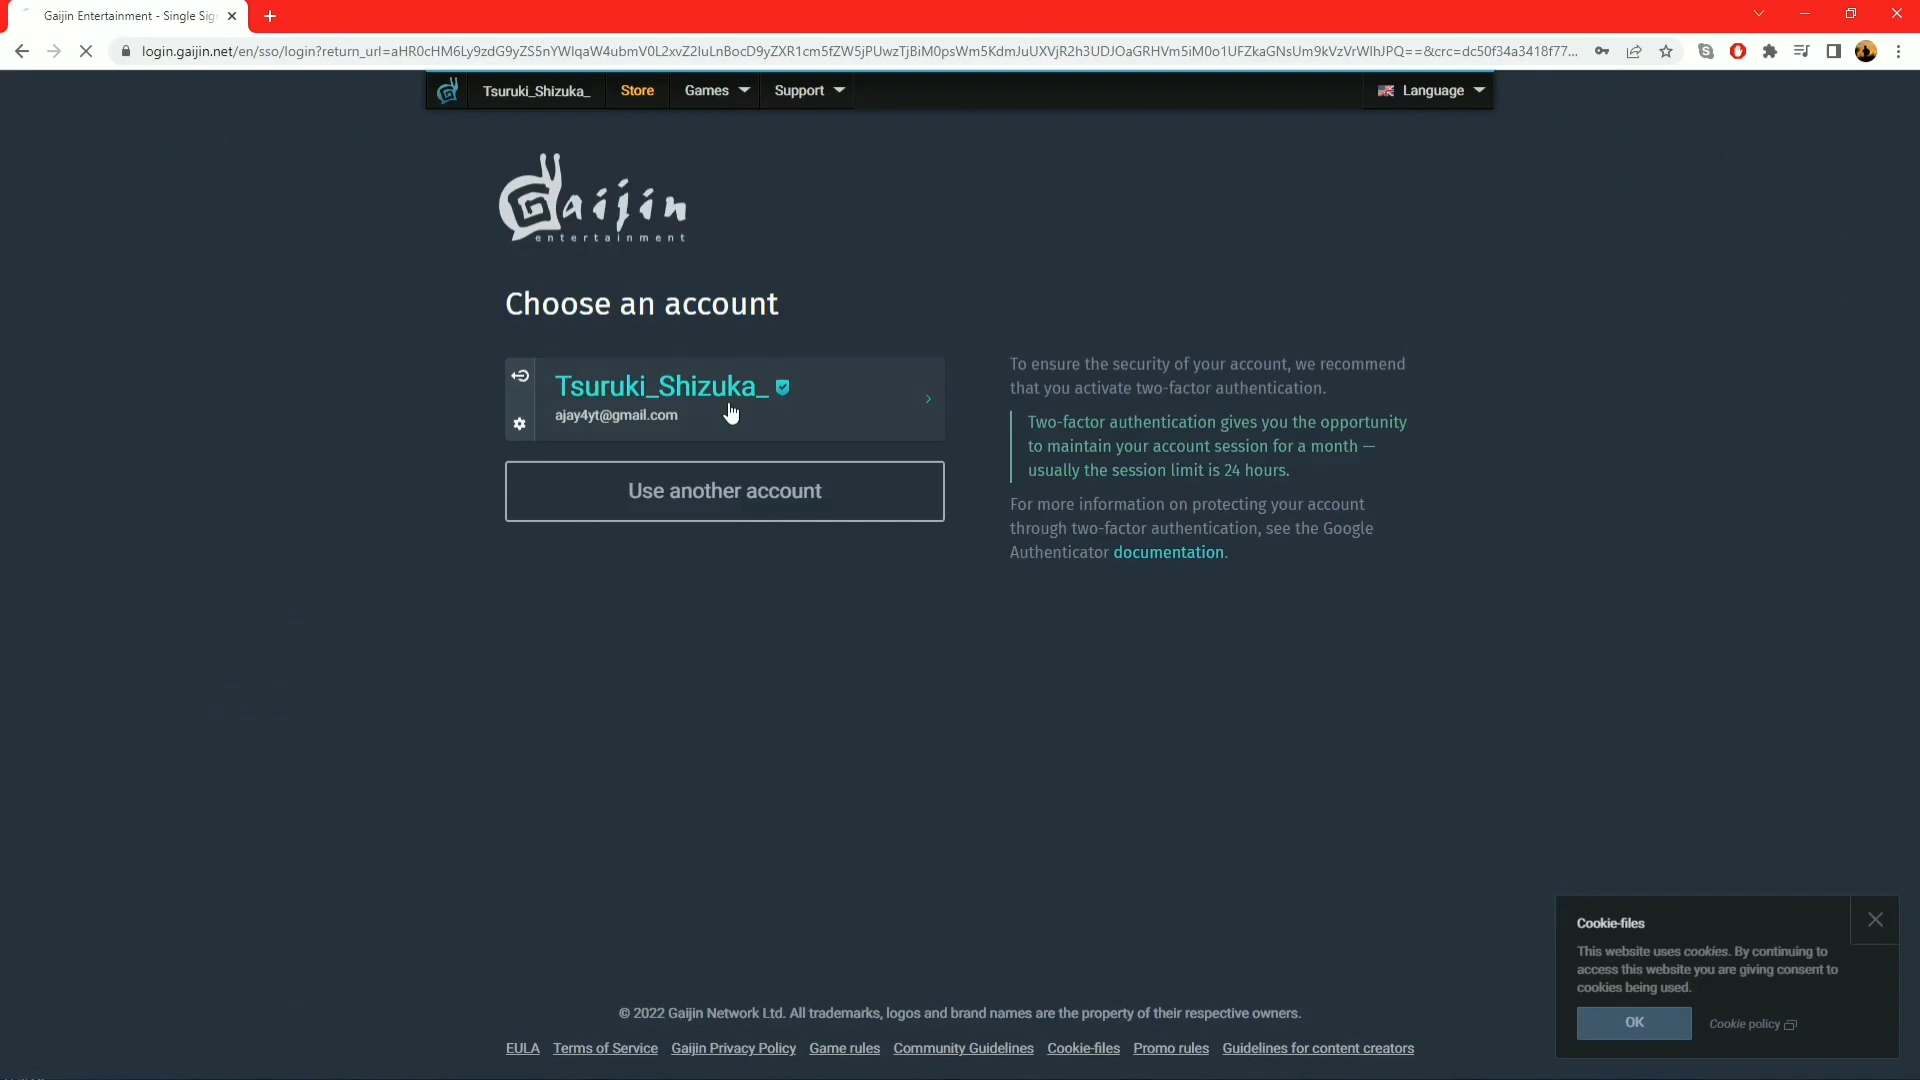 Gaijin Entertainment - Single Sig
login.gaijin.net/en/sso/login?return_url=aHR0cHM6Ly9zdG9yZS5nYWlqaW4ubmV0L2xvZ2luLnBocD9yZXR1cm5fZW5jPUwzTjBiM0psWm5KdmJuUXVjR2h3UDJOaGRHVm5iM0o1UFZkaGNsUm9kVzVrWlhJPQ==&crc=dc50f34a3418f77...
Tsuruki_Shizuka_ Store Games Support Language
Gaijin
entertainment
Choose an account
Tsuruki_Shizuka_
ajay4yt@gmail.com
Use another account
To ensure the security of your account, we recommend
that you activate two-factor authentication.
Two-factor authentication gives you the opportunity
to maintain your account session for a month —
usually the session limit is 24 hours.
For more information on protecting your account
through two-factor authentication, see the Google
Authenticator documentation.
Cookie-files
This website uses cookies. By continuing to
access this website you are giving consent to
cookies being used.
OK Cookie policy
© 2022 Gaijin Network Ltd. All trademarks, logos and brand names are the property of their respective owners.
EULA Terms of Service Gaijin Privacy Policy Game rules Community Guidelines Cookie-files Promo rules Guidelines for content creators